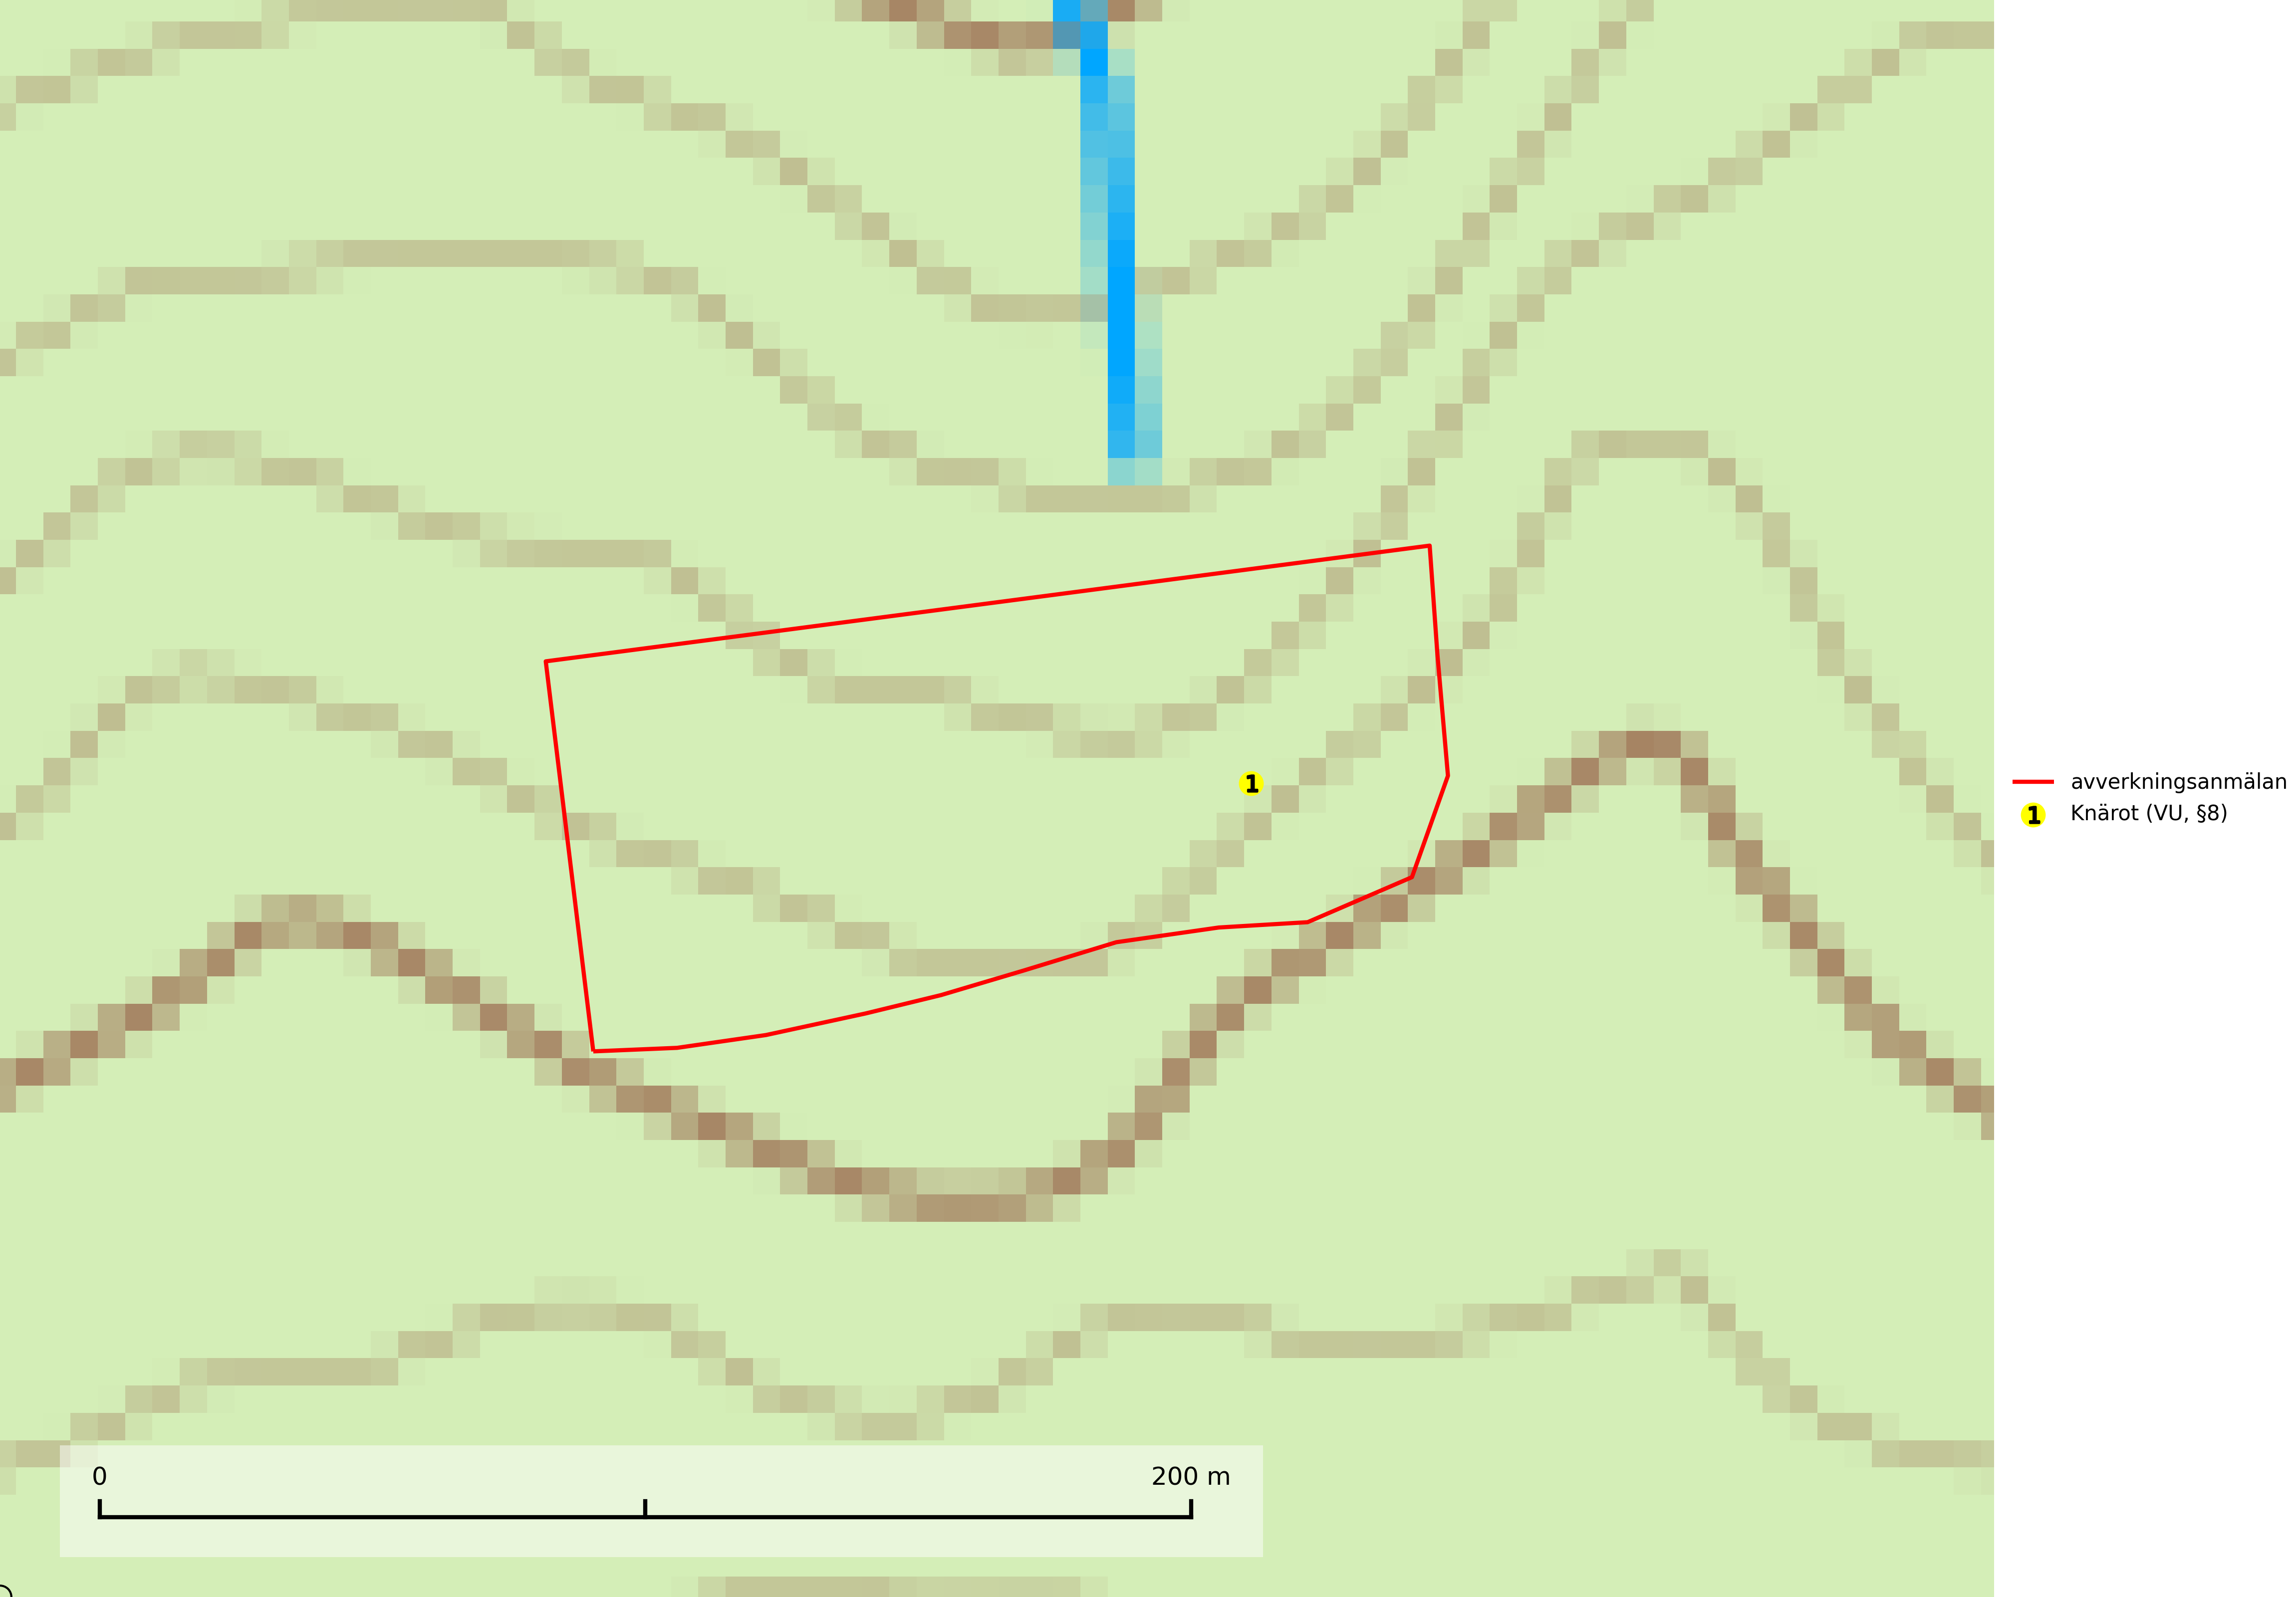 1
avverkningsanmälan
1 Knärot (VU, §8)
0 200 m